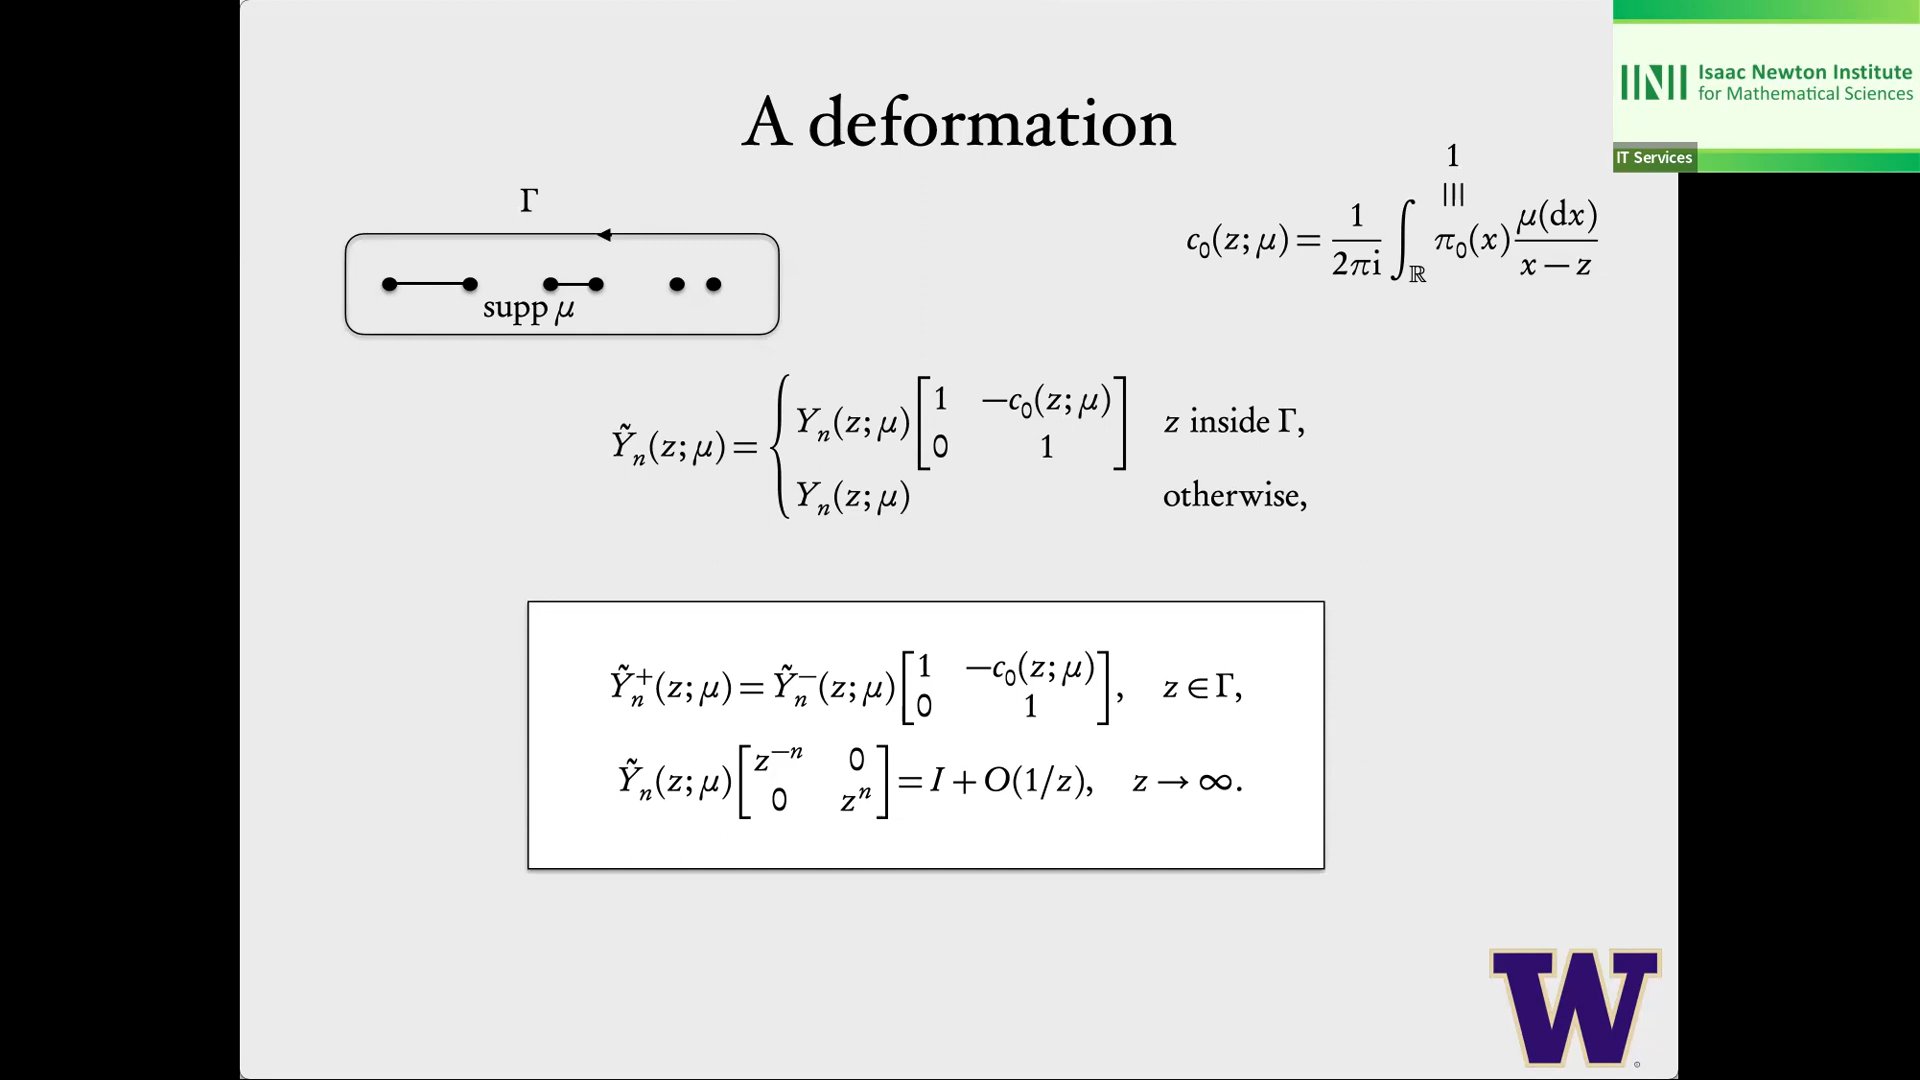 Isaac Newton Institute
for Mathematical Sciences
IT Services
A deformation
Γ
supp μ
1
|||
c₀(z; μ) = 1/2πi ∫_ℝ π₀(x) μ(dx)/(x − z)
Ỹₙ(z; μ) = { Yₙ(z; μ) [1 −c₀(z; μ); 0 1] z inside Γ,
Yₙ(z; μ) otherwise,
Ỹₙ⁺(z; μ) = Ỹₙ⁻(z; μ) [1 −c₀(z; μ); 0 1], z ∈ Γ,
Ỹₙ(z; μ) [z⁻ⁿ 0; 0 zⁿ] = I + O(1/z), z → ∞.
W